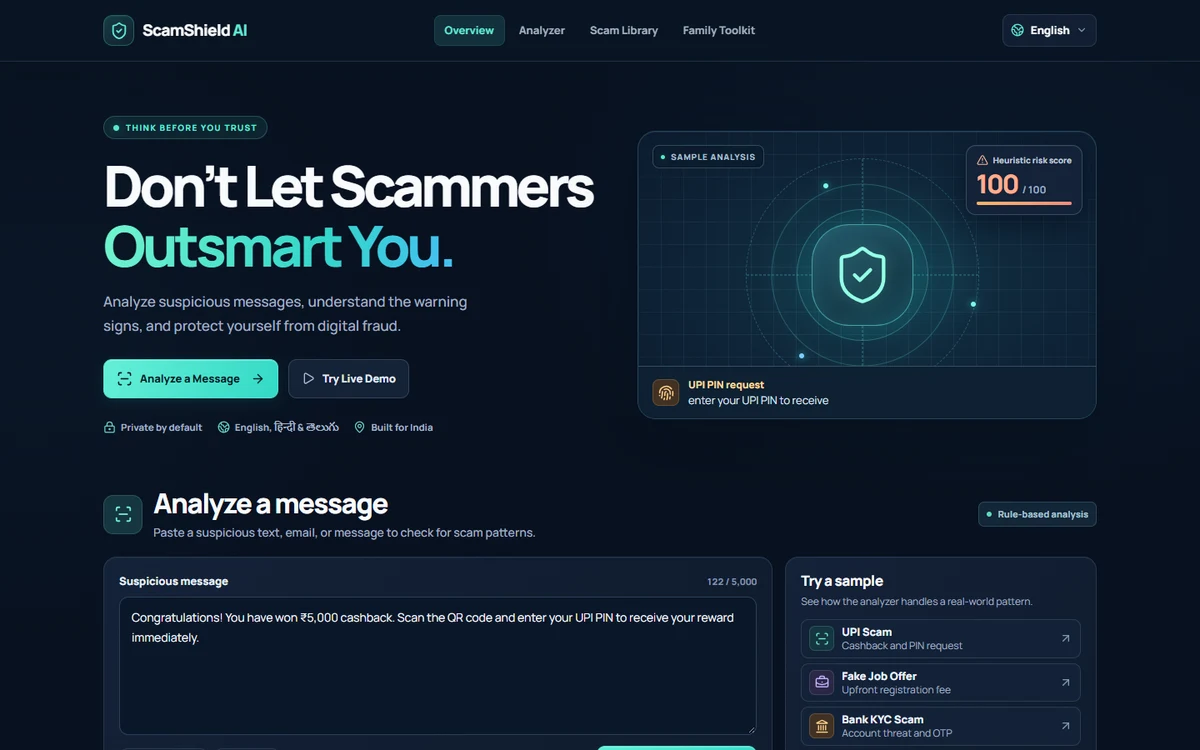 ScamShield AI
Overview
Analyzer
Scam Library
Family Toolkit
English
THINK BEFORE YOU TRUST
Don’t Let Scammers
Outsmart You.
Analyze suspicious messages, understand the warning
signs, and protect yourself from digital fraud.
Analyze a Message
Try Live Demo
Private by default
English, हिन्दी & తెలుగు
Built for India
SAMPLE ANALYSIS
Heuristic risk score
100 / 100
UPI PIN request
enter your UPI PIN to receive
Analyze a message
Paste a suspicious text, email, or message to check for scam patterns.
Rule-based analysis
Suspicious message
122 / 5,000
Congratulations! You have won ₹5,000 cashback. Scan the QR code and enter your UPI PIN to receive your reward
immediately.
Try a sample
See how the analyzer handles a real-world pattern.
UPI Scam
Cashback and PIN request
Fake Job Offer
Upfront registration fee
Bank KYC Scam
Account threat and OTP